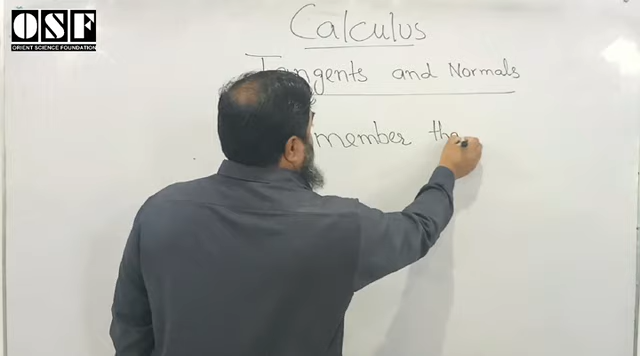 OSF
ORIENT SCIENCE FOUNDATION
Calculus
Tangents and Normals
member the